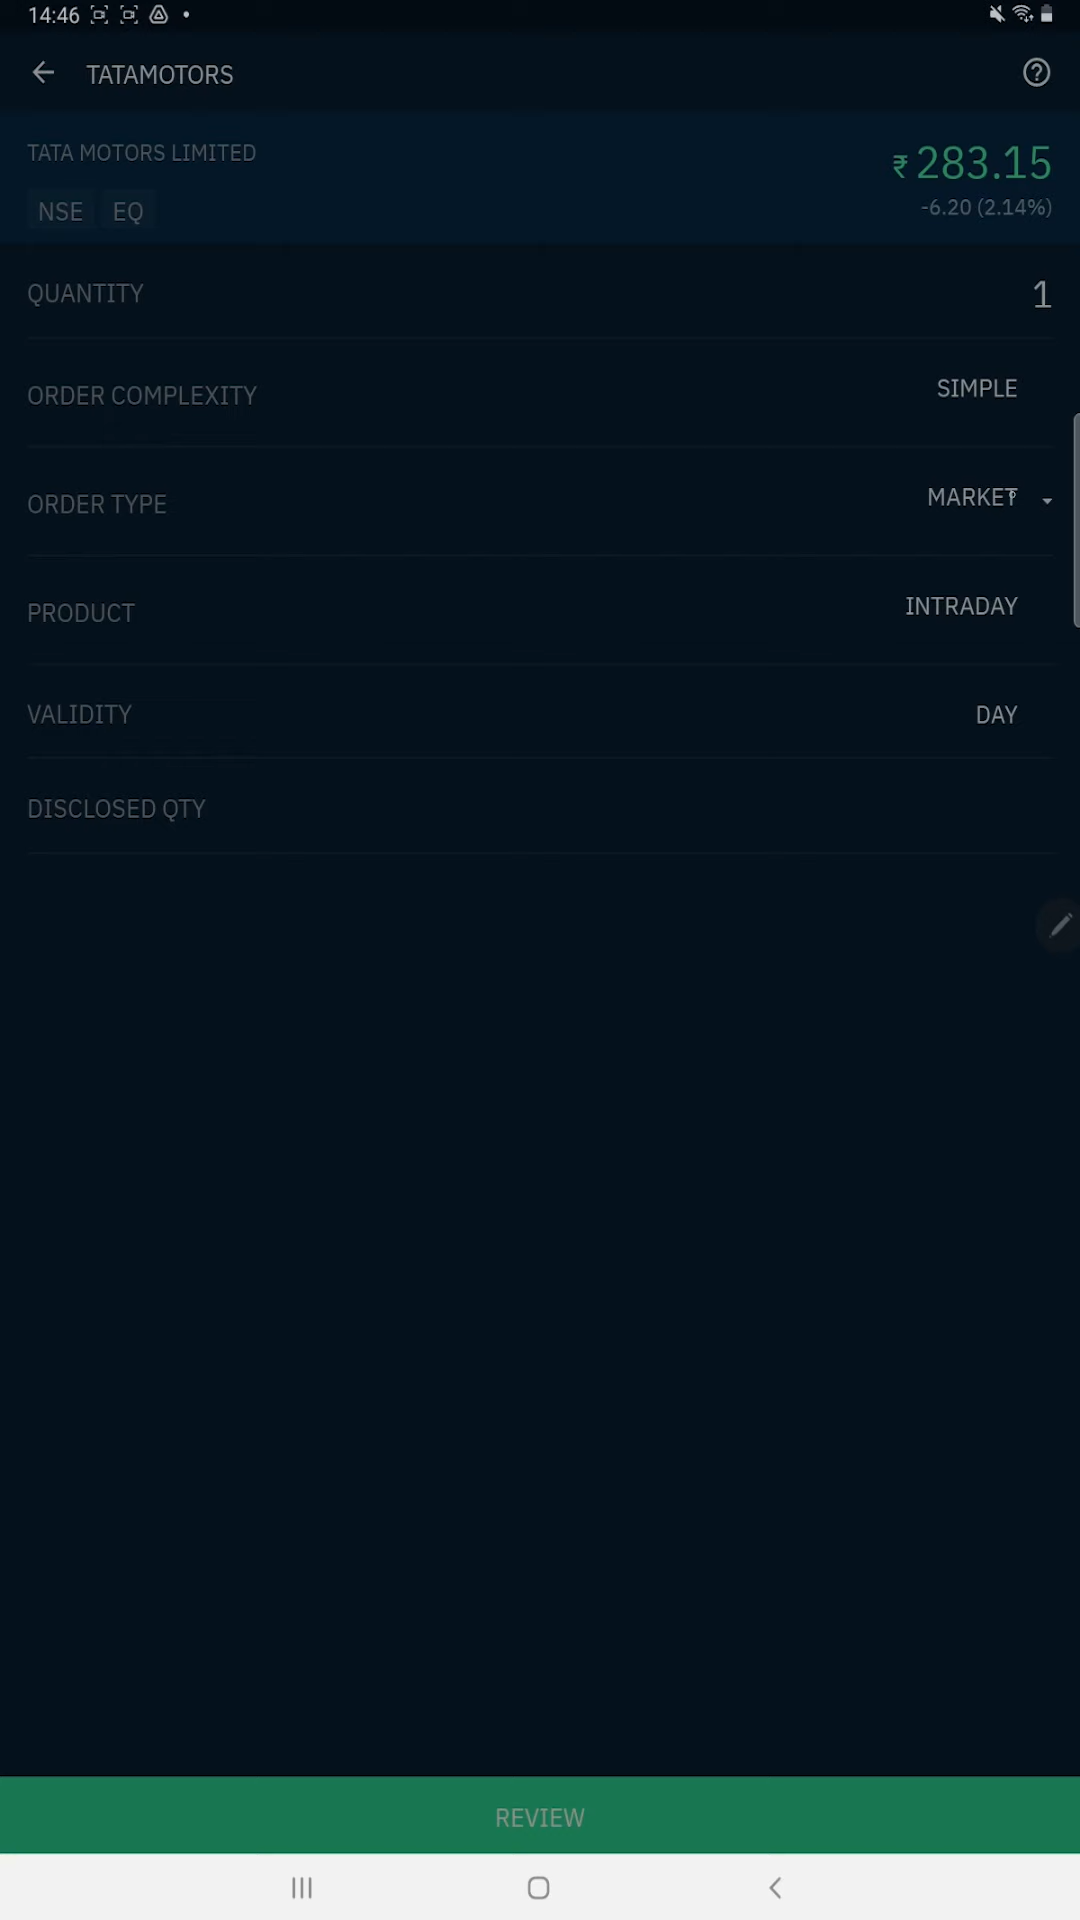 14:46
TATAMOTORS
TATA MOTORS LIMITED
₹ 283.15
NSE EQ
-6.20 (2.14%)
QUANTITY
1
ORDER COMPLEXITY
SIMPLE
ORDER TYPE
MARKET
PRODUCT
INTRADAY
VALIDITY
DAY
DISCLOSED QTY
REVIEW